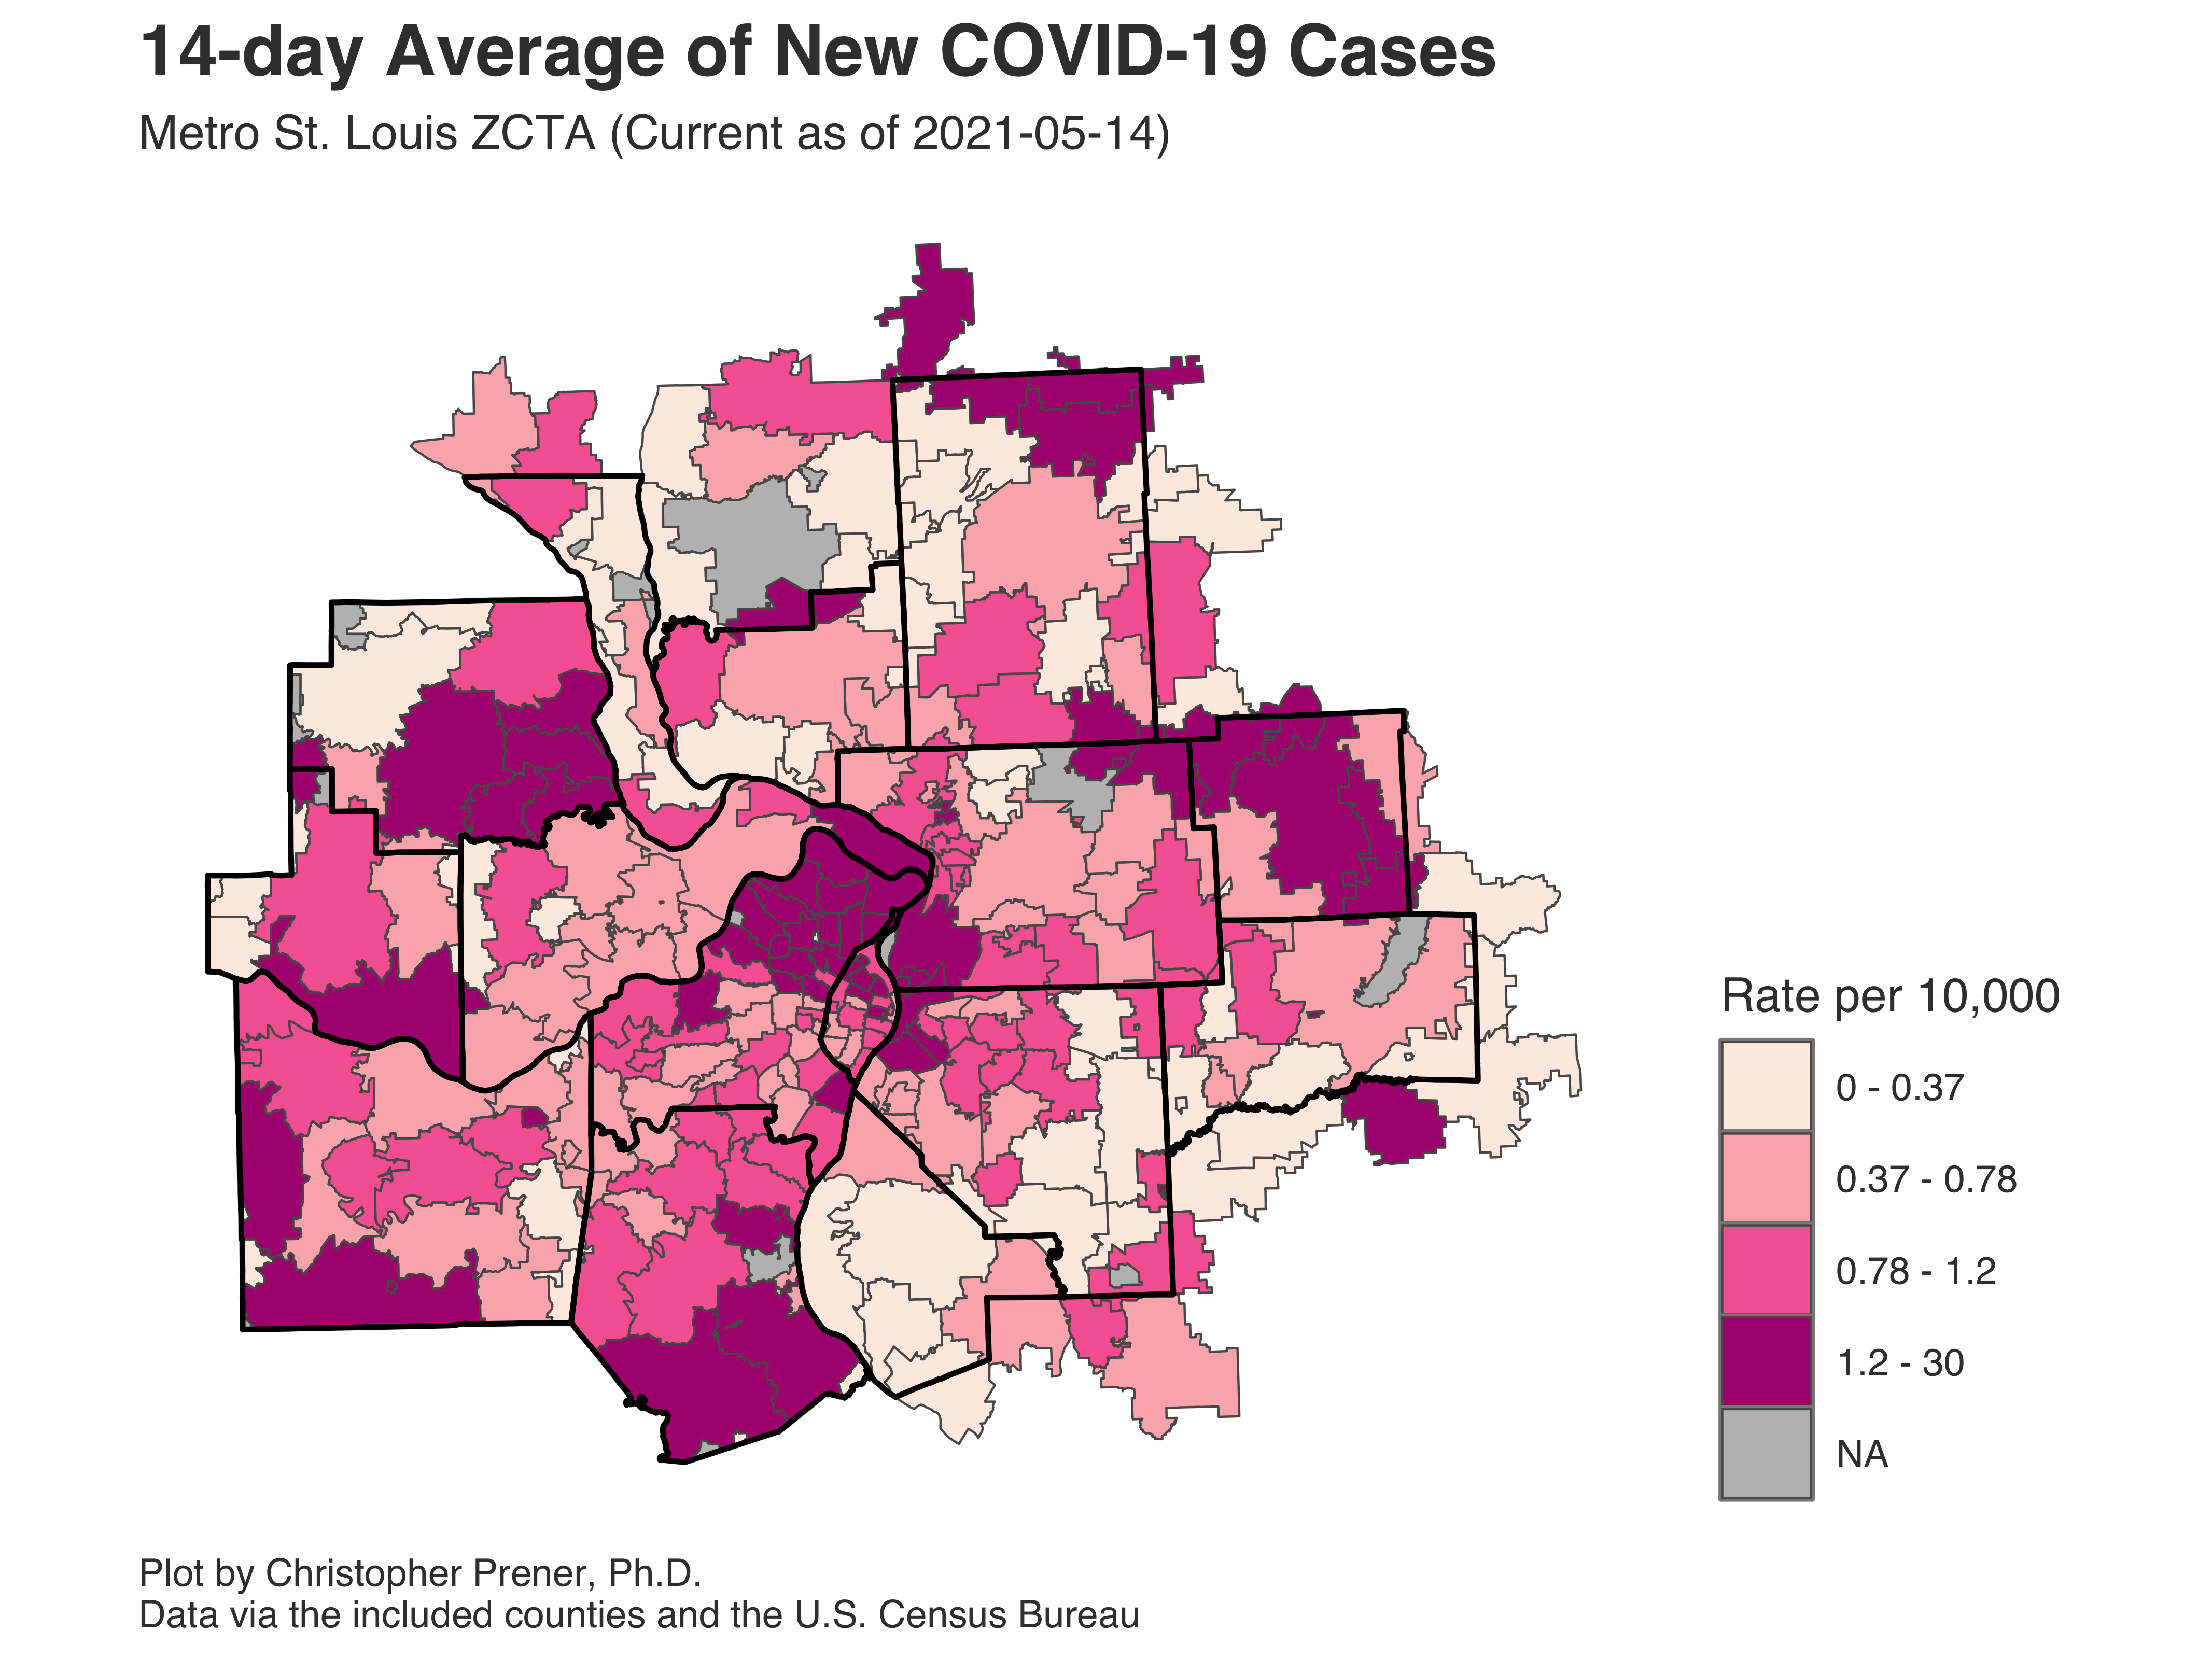 14-day Average of New COVID-19 Cases
Metro St. Louis ZCTA (Current as of 2021-05-14)
Rate per 10,000
0 - 0.37
0.37 - 0.78
0.78 - 1.2
1.2 - 30
NA
Plot by Christopher Prener, Ph.D.
Data via the included counties and the U.S. Census Bureau